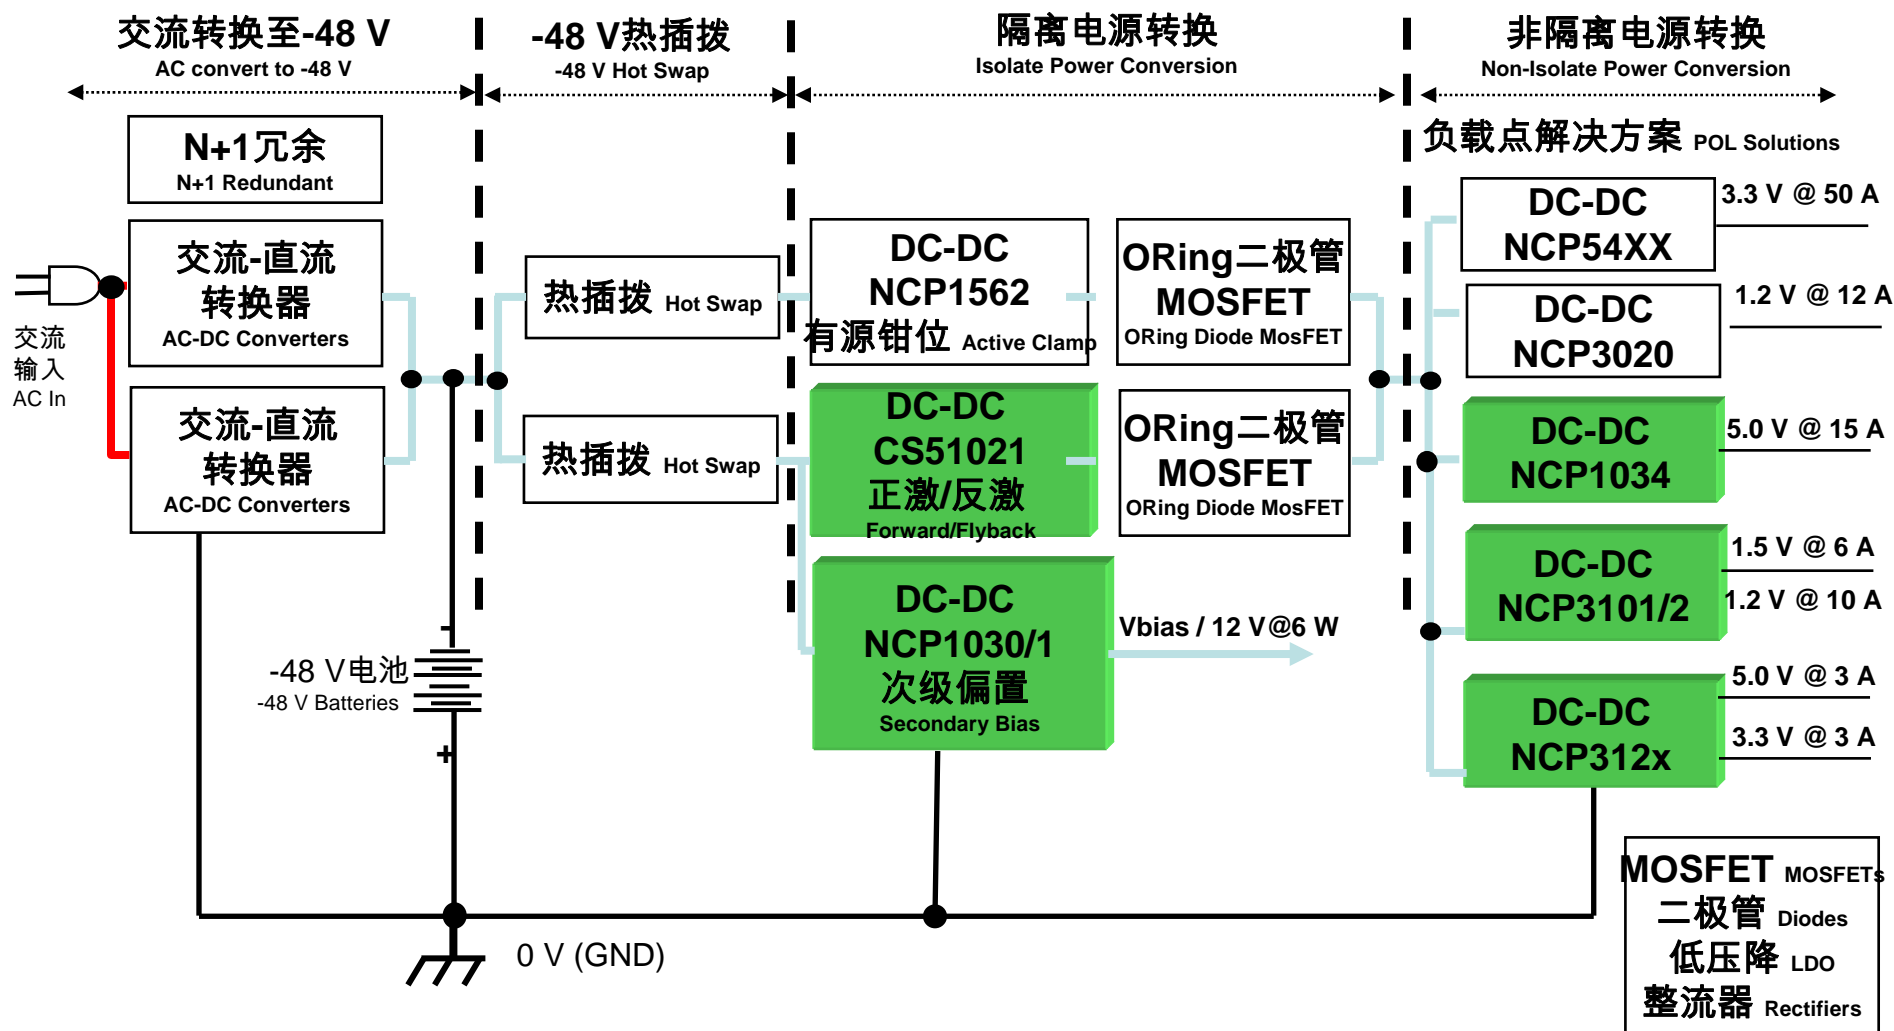 交流转换至-48 V
AC convert to -48 V
-48 V热插拨
-48 V Hot Swap
隔离电源转换
Isolate Power Conversion
非隔离电源转换
Non-Isolate Power Conversion
负载点解决方案 POL Solutions
N+1冗余
N+1 Redundant
交流-直流
转换器
AC-DC Converters
交流-直流
转换器
AC-DC Converters
交流
输入
AC In
热插拨 Hot Swap
热插拨 Hot Swap
DC-DC
NCP1562
有源钳位 Active Clamp
DC-DC
CS51021
正激/反激
Forward/Flyback
DC-DC
NCP1030/1
次级偏置
Secondary Bias
ORing二极管
MOSFET
ORing Diode MosFET
ORing二极管
MOSFET
ORing Diode MosFET
Vbias / 12 V@6 W
DC-DC
NCP54XX
3.3 V @ 50 A
DC-DC
NCP3020
1.2 V @ 12 A
DC-DC
NCP1034
5.0 V @ 15 A
DC-DC
NCP3101/2
1.5 V @ 6 A
1.2 V @ 10 A
DC-DC
NCP312x
5.0 V @ 3 A
3.3 V @ 3 A
-
-48 V电池
-48 V Batteries
+
0 V (GND)
MOSFET MOSFETs
二极管 Diodes
低压降 LDO
整流器 Rectifiers